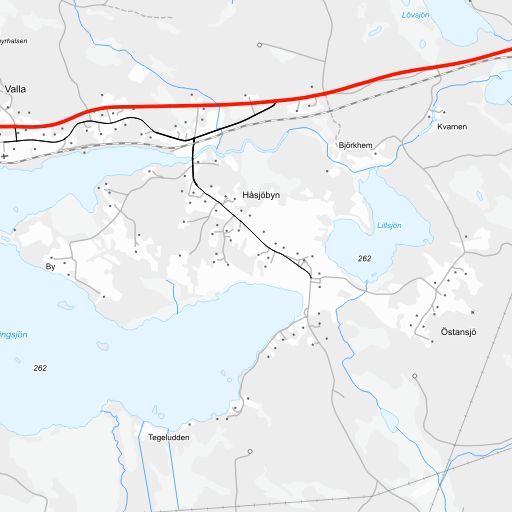 Lövsjön
Valla
Kvarnen
Björkhem
Håsjöbyn
Lillsjön
262
By
Östansjö
262
Tegeludden